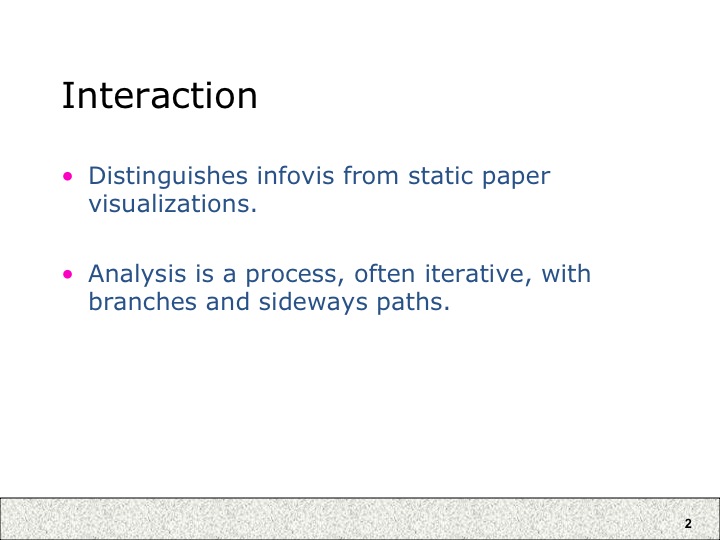 Interaction
• Distinguishes infovis from static paper
visualizations.
• Analysis is a process, often iterative, with
branches and sideways paths.
2